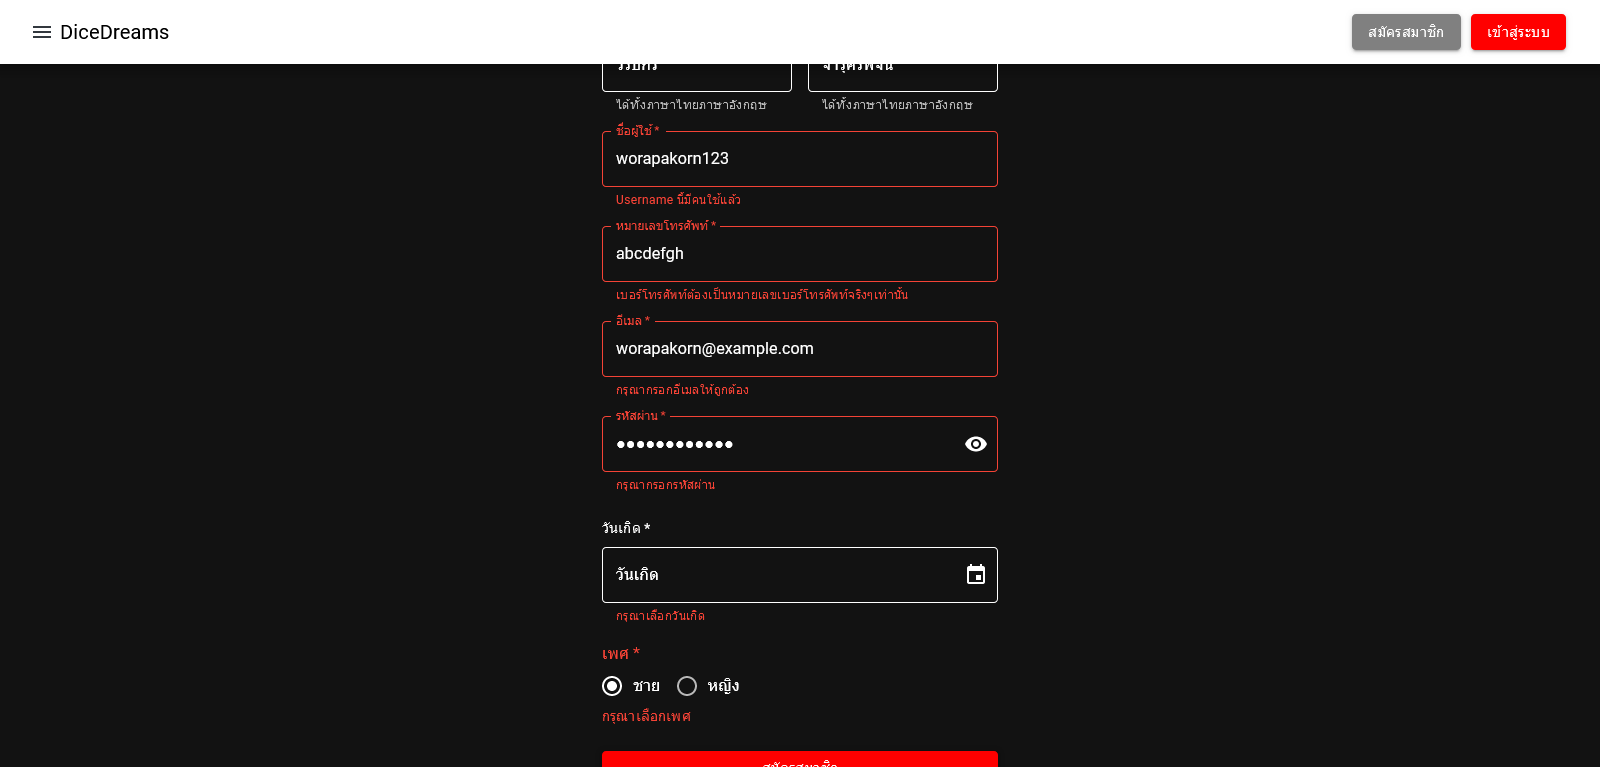 DiceDreams
สมัครสมาชิก
เข้าสู่ระบบ
ได้ทั้งภาษาไทยภาษาอังกฤษ
ได้ทั้งภาษาไทยภาษาอังกฤษ
ชื่อผู้ใช้ *
worapakorn123
Username นี้มีคนใช้แล้ว
หมายเลขโทรศัพท์ *
abcdefgh
เบอร์โทรศัพท์ต้องเป็นหมายเลขเบอร์โทรศัพท์จริงๆเท่านั้น
อีเมล *
worapakorn@example.com
กรุณากรอกอีเมลให้ถูกต้อง
รหัสผ่าน *
••••••••••••
กรุณากรอกรหัสผ่าน
วันเกิด *
วันเกิด
กรุณาเลือกวันเกิด
เพศ *
ชาย
หญิง
กรุณาเลือกเพศ
สมัครสมาชิก